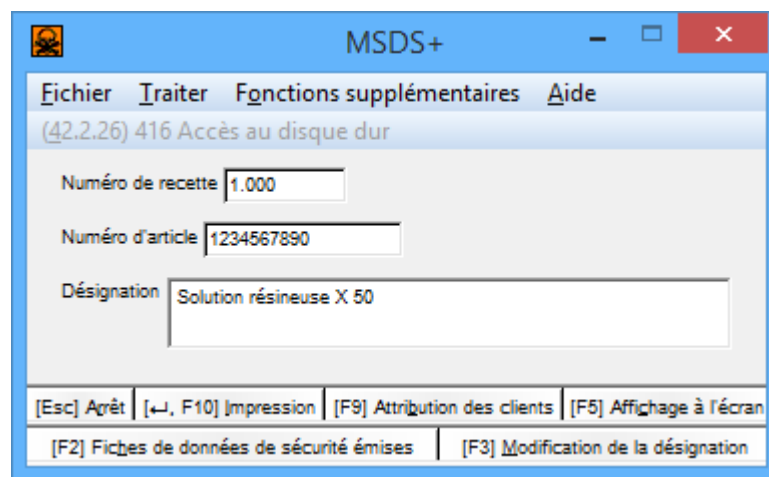 MSDS+
Fichier Traiter Fonctions supplémentaires Aide
(42.2.26) 416 Accès au disque dur
Numéro de recette 1.000
Numéro d'article 1234567890
Désignation Solution résineuse X 50
[Esc] Arrêt [↵, F10] Impression [F9] Attribution des clients [F5] Affichage à l'écran
[F2] Fiches de données de sécurité émises [F3] Modification de la désignation